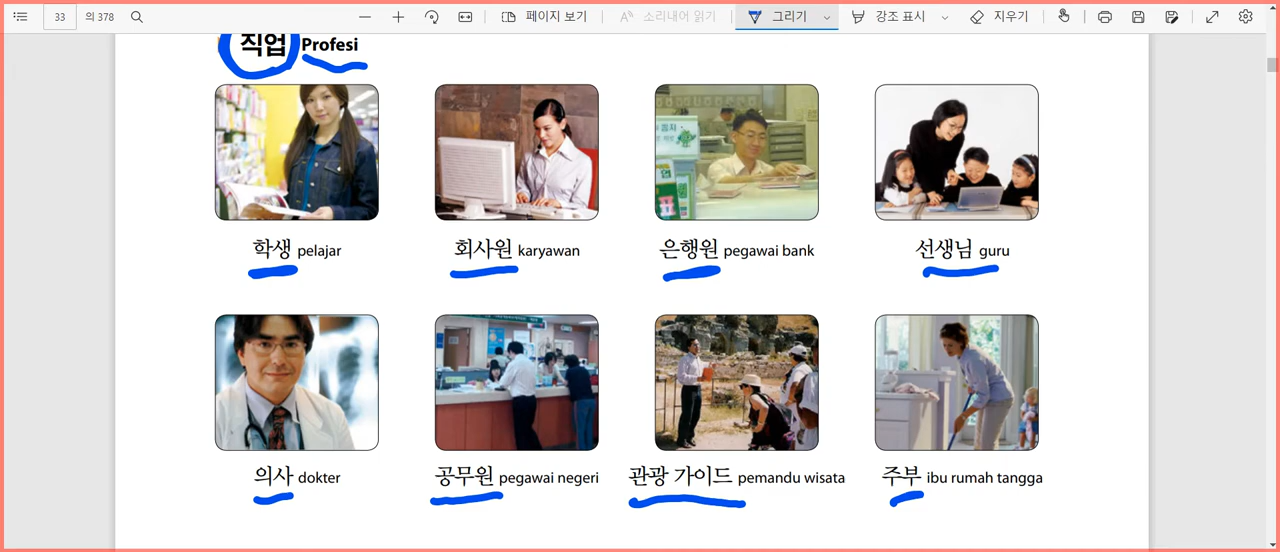 33 의 378 페이지 보기 소리내어 읽기 그리기 강조 표시 지우기
직업 Profesi
학생 pelajar
회사원 karyawan
은행원 pegawai bank
선생님 guru
의사 dokter
공무원 pegawai negeri
관광 가이드 pemandu wisata
주부 ibu rumah tangga